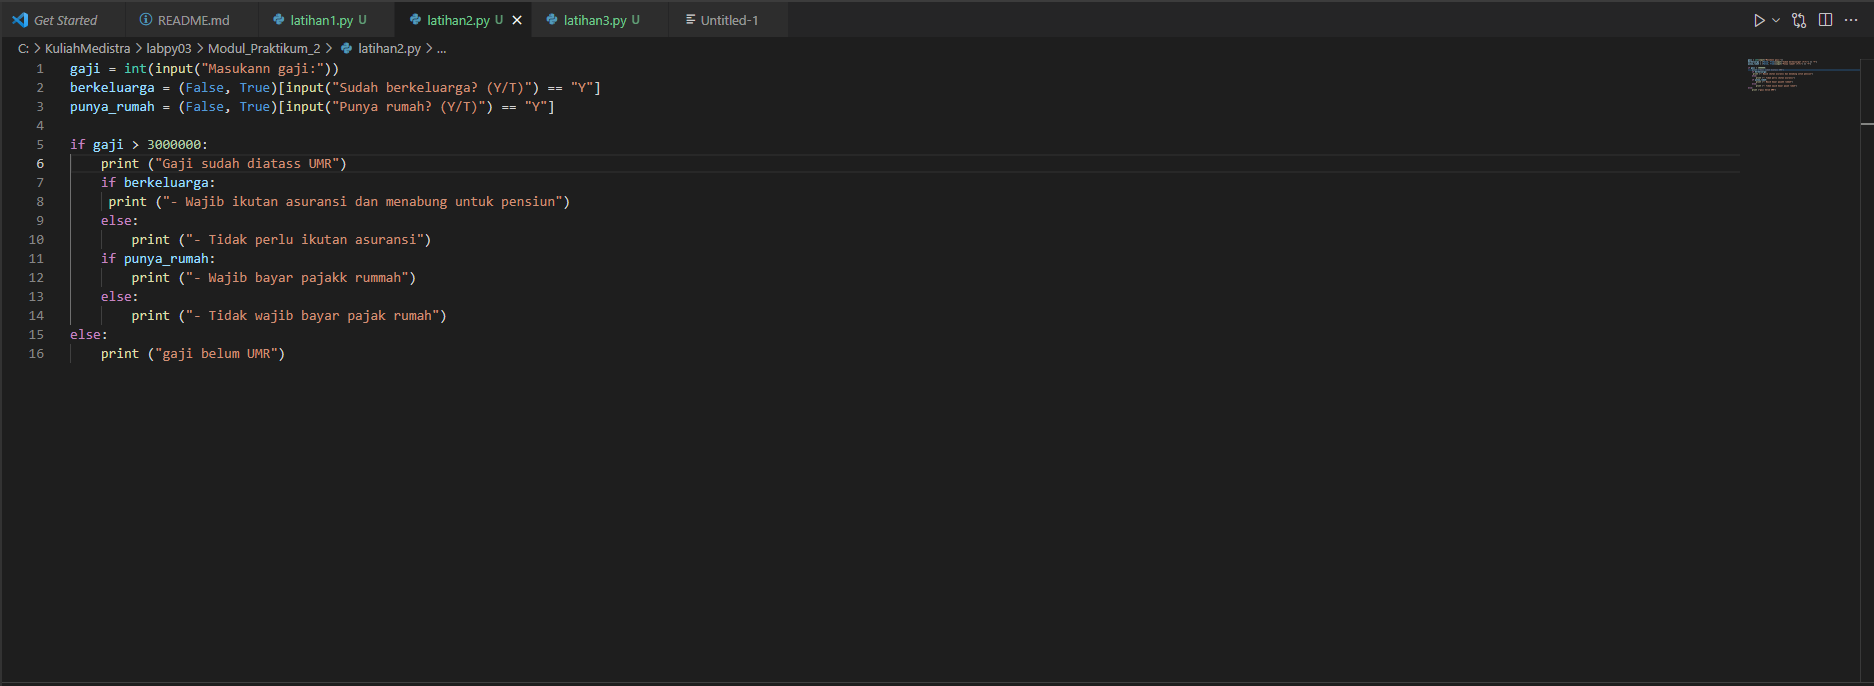 Get Started README.md latihan1.py U latihan2.py U latihan3.py U Untitled-1
C: > KuliahMedistra > labpy03 > Modul_Praktikum_2 > latihan2.py > ...
1 gaji = int(input("Masukann gaji:"))
2 berkeluarga = (False, True)[input("Sudah berkeluarga? (Y/T)") == "Y"]
3 punya_rumah = (False, True)[input("Punya rumah? (Y/T)") == "Y"]
4
5 if gaji > 3000000:
6     print ("Gaji sudah diatass UMR")
7     if berkeluarga:
8      print ("- Wajib ikutan asuransi dan menabung untuk pensiun")
9     else:
10         print ("- Tidak perlu ikutan asuransi")
11     if punya_rumah:
12         print ("- Wajib bayar pajakk rummah")
13     else:
14         print ("- Tidak wajib bayar pajak rumah")
15 else:
16     print ("gaji belum UMR")